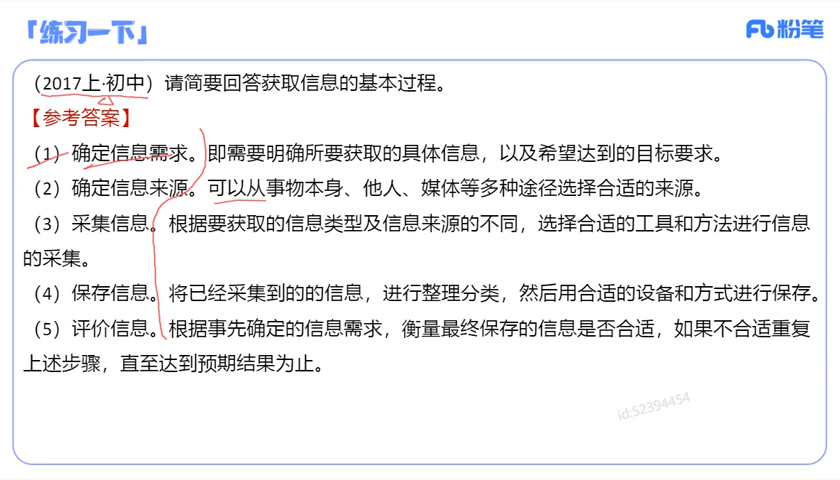 「练习一下」
粉笔
（2017上·初中）请简要回答获取信息的基本过程。
【参考答案】
（1）确定信息需求。即需要明确所要获取的具体信息，以及希望达到的目标要求。
（2）确定信息来源。可以从事物本身、他人、媒体等多种途径选择合适的来源。
（3）采集信息。根据要获取的信息类型及信息来源的不同，选择合适的工具和方法进行信息
的采集。
（4）保存信息。将已经采集到的的信息，进行整理分类，然后用合适的设备和方式进行保存。
（5）评价信息。根据事先确定的信息需求，衡量最终保存的信息是否合适，如果不合适重复
上述步骤，直至达到预期结果为止。
id:52394454